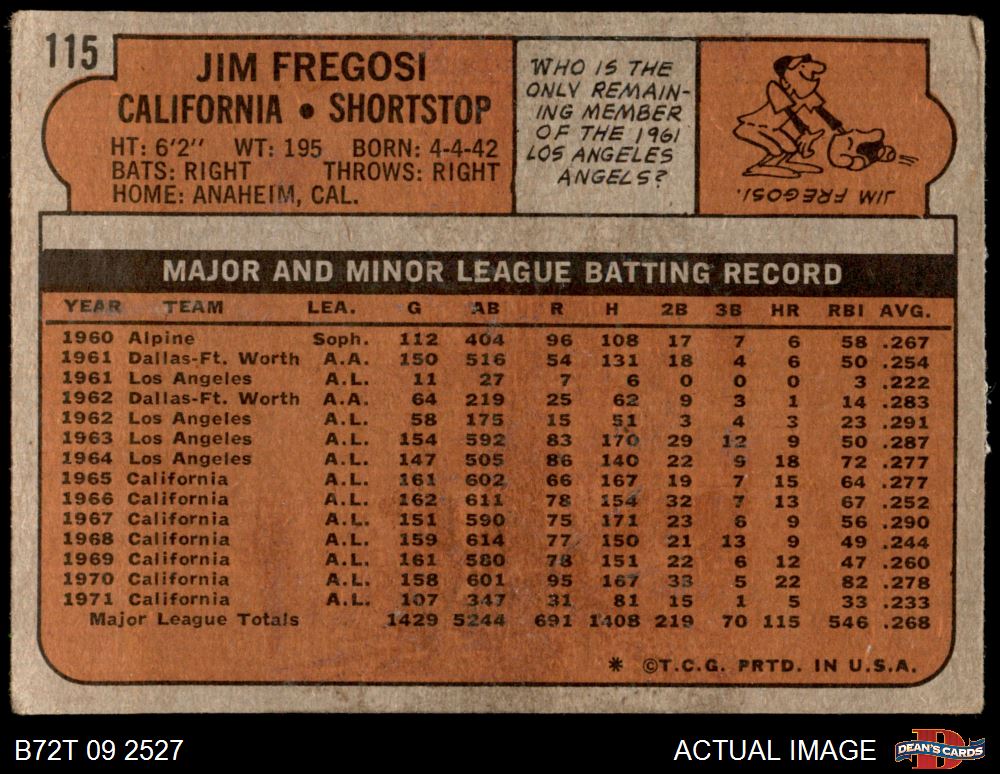 115
JIM FREGOSI
CALIFORNIA • SHORTSTOP
HT: 6'2" WT: 195 BORN: 4-4-42
BATS: RIGHT THROWS: RIGHT
HOME: ANAHEIM, CAL.
WHO IS THE
ONLY REMAIN-
ING MEMBER
OF THE 1961
LOS ANGELES
ANGELS?
JIM FREGOSI.
MAJOR AND MINOR LEAGUE BATTING RECORD
YEAR TEAM LEA. G AB R H 2B 3B HR RBI AVG.
1960 Alpine Soph. 112 404 96 108 17 7 6 58 .267
1961 Dallas-Ft. Worth A.A. 150 516 54 131 18 4 6 50 .254
1961 Los Angeles A.L. 11 27 7 6 0 0 0 3 .222
1962 Dallas-Ft. Worth A.A. 64 219 25 62 9 3 1 14 .283
1962 Los Angeles A.L. 58 175 15 51 3 4 3 23 .291
1963 Los Angeles A.L. 154 592 83 170 29 12 9 50 .287
1964 Los Angeles A.L. 147 505 86 140 22 9 18 72 .277
1965 California A.L. 161 602 66 167 19 7 15 64 .277
1966 California A.L. 162 611 78 154 32 7 13 67 .252
1967 California A.L. 151 590 75 171 23 6 9 56 .290
1968 California A.L. 159 614 77 150 21 13 9 49 .244
1969 California A.L. 161 580 78 151 22 6 12 47 .260
1970 California A.L. 158 601 95 167 33 5 22 82 .278
1971 California A.L. 107 347 31 81 15 1 5 33 .233
Major League Totals 1429 5244 691 1408 219 70 115 546 .268
* ©T.C.G. PRTD. IN U.S.A.
B72T 09 2527
ACTUAL IMAGE
DEAN'S CARDS